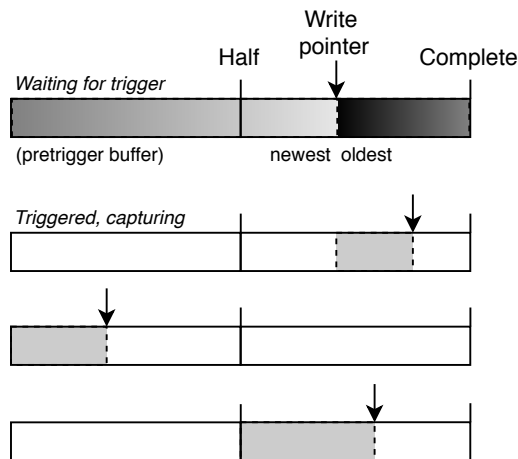 Write
pointer
Half
Complete
Waiting for trigger
(pretrigger buffer)
newest oldest
Triggered, capturing